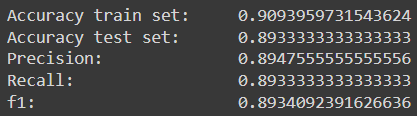 Accuracy train set: 0.9093959731543624
Accuracy test set: 0.8933333333333333
Precision: 0.8947555555555556
Recall: 0.8933333333333333
f1: 0.8934092391626636